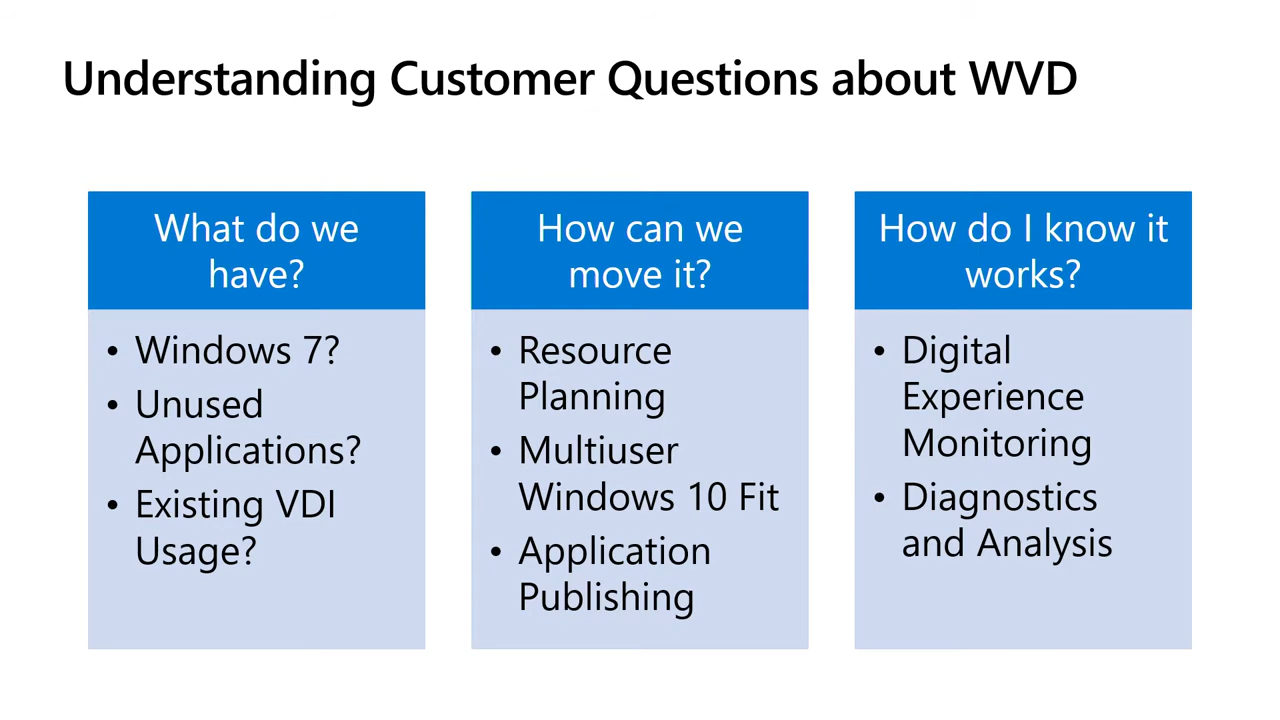 Understanding Customer Questions about WVD
What do we
have?
• Windows 7?
• Unused
Applications?
• Existing VDI
Usage?
How can we
move it?
• Resource
Planning
• Multiuser
Windows 10 Fit
• Application
Publishing
How do I know it
works?
• Digital
Experience
Monitoring
• Diagnostics
and Analysis